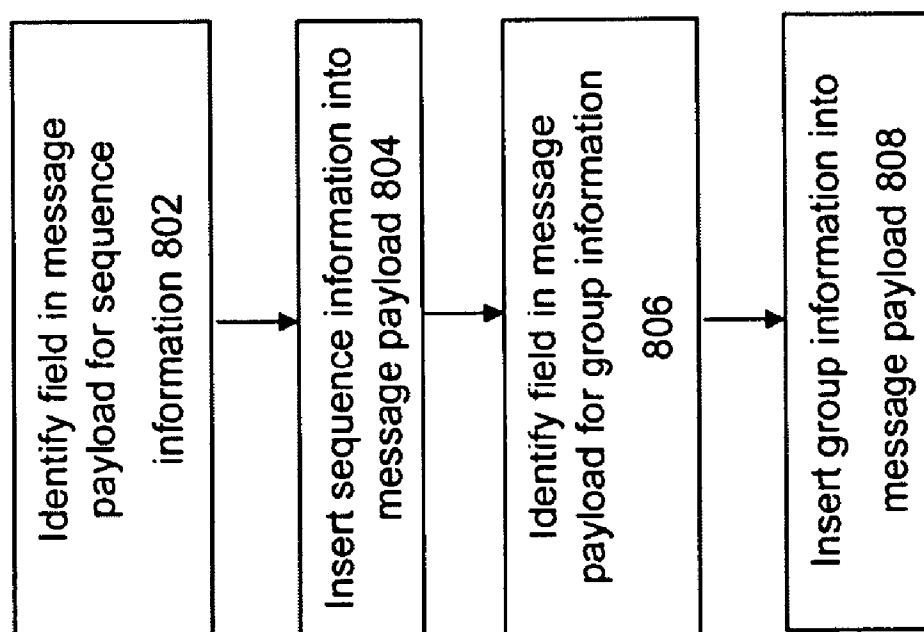 Identify field in message
payload for sequence
information 802
Insert sequence information into
message payload 804
Identify field in message
payload for group information
806
Insert group information into
message payload 808